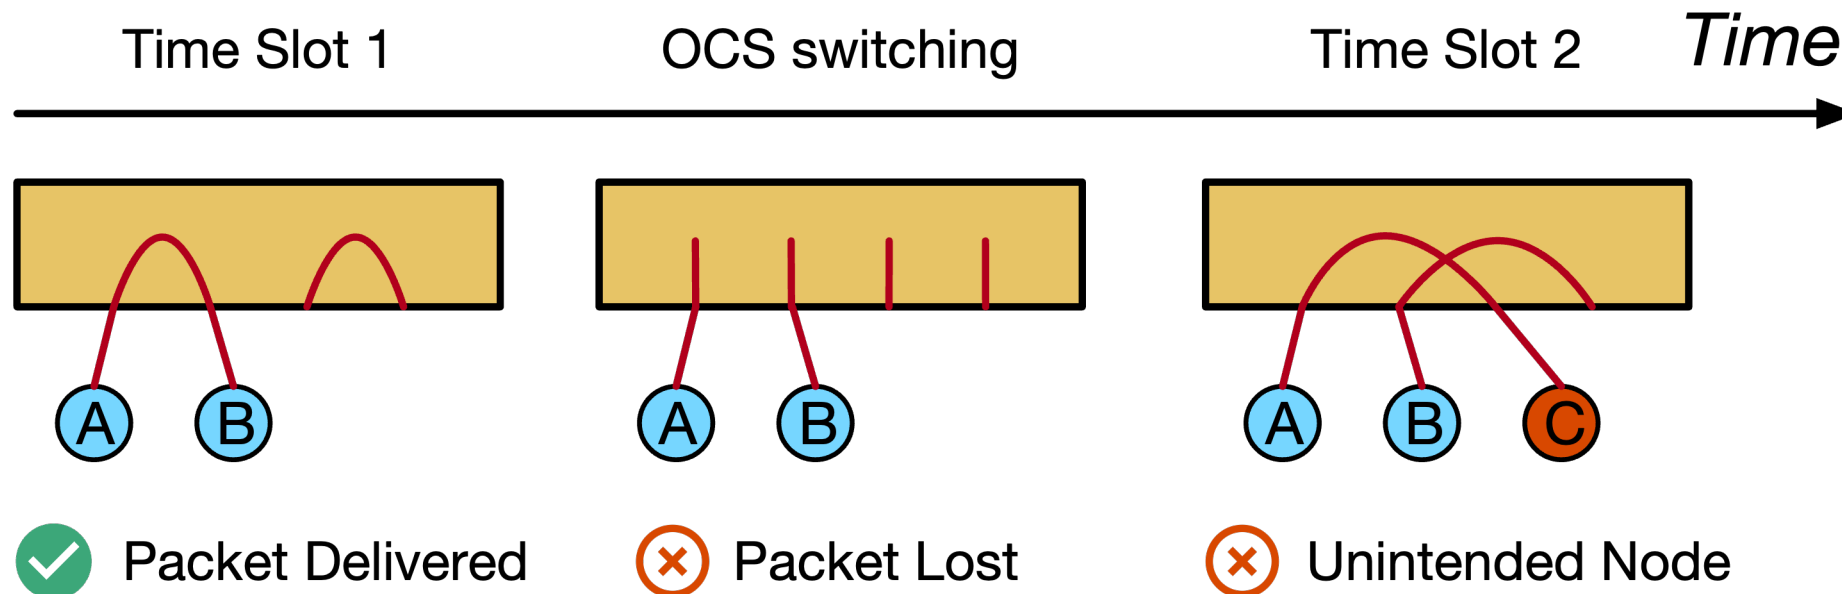 Time Slot 1
OCS switching
Time Slot 2
Time
A
B
A
B
A
B
C
Packet Delivered
Packet Lost
Unintended Node